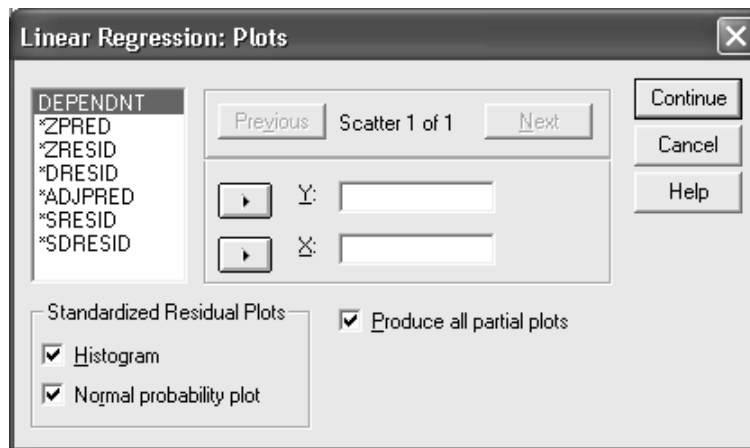 Linear Regression: Plots
DEPENDNT
*ZPRED
*ZRESID
*DRESID
*ADJPRED
*SRESID
*SDRESID
Previous
Scatter 1 of 1
Next
Y:
X:
Continue
Cancel
Help
Standardized Residual Plots
Histogram
Normal probability plot
Produce all partial plots